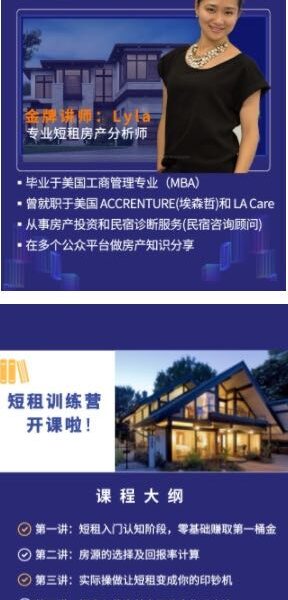 金牌讲师：Lyla
专业短租房产分析师
▪ 毕业于美国工商管理专业（MBA）
▪ 曾就职于美国 ACCRENTURE(埃森哲)和 LA Care
▪ 从事房产投资和民宿诊断服务(民宿咨询顾问)
▪ 在多个公众平台做房产知识分享
短租训练营
开课啦!
课程大纲
第一讲：短租入门认知阶段，零基础赚取第一桶金
第二讲：房源的选择及回报率计算
第三讲：实际操做让短租变成你的印钞机